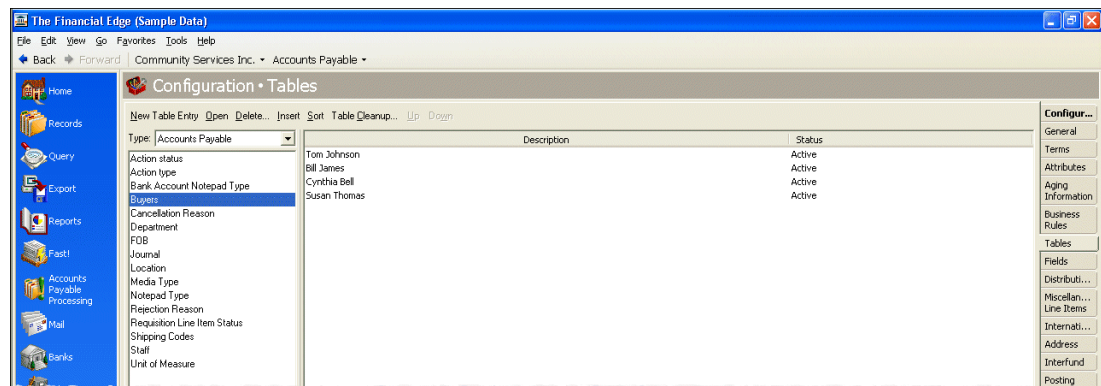 The Financial Edge (Sample Data)
File Edit View Go Favorites Tools Help
Back Forward Community Services Inc. Accounts Payable
Home
Records
Query
Export
Reports
Fast!
Accounts
Payable
Processing
Mail
Banks
Configuration • Tables
New Table Entry Open Delete... Insert Sort Table Cleanup... Up Down
Type: Accounts Payable
Action status
Action type
Bank Account Notepad Type
Buyers
Cancellation Reason
Department
FOB
Journal
Location
Media Type
Notepad Type
Rejection Reason
Requisition Line Item Status
Shipping Codes
Staff
Unit of Measure
Description Status
Tom Johnson Active
Bill James Active
Cynthia Bell Active
Susan Thomas Active
Configur...
General
Terms
Attributes
Aging
Information
Business
Rules
Tables
Fields
Distributi...
Miscellan...
Line Items
Internati...
Address
Interfund
Posting